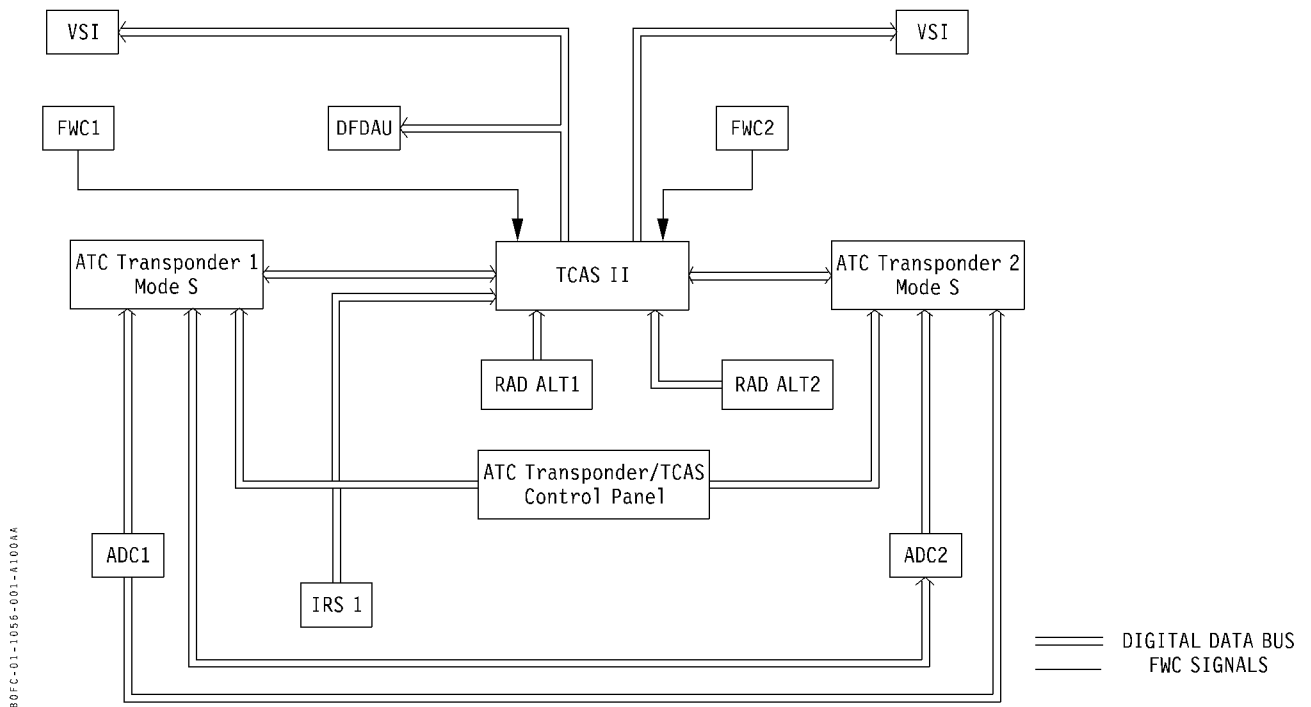 VSI
VSI
FWC1
DFDAU
FWC2
ATC Transponder 1
Mode S
TCAS II
ATC Transponder 2
Mode S
RAD ALT1
RAD ALT2
ATC Transponder/TCAS
Control Panel
ADC1
ADC2
IRS 1
DIGITAL DATA BUS
FWC SIGNALS
B0FC-01-1056-001-A100AA